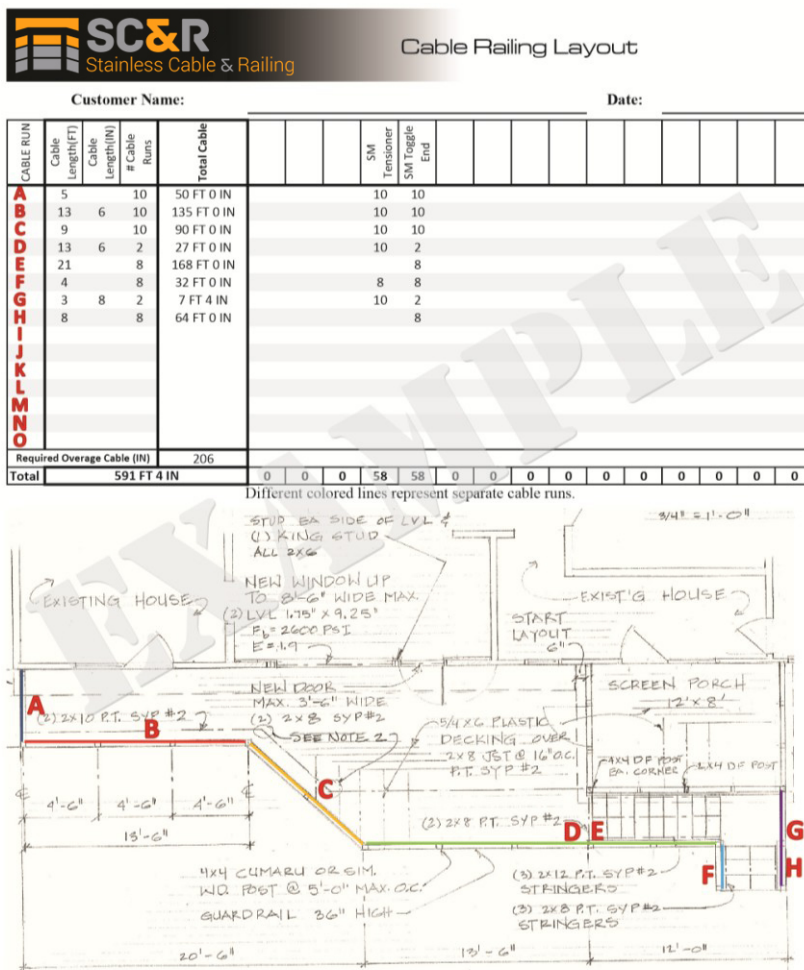 SC&R
Stainless Cable & Railing
Cable Railing Layout
Customer Name:
Date:
CABLE RUN
Cable Length(FT)
Cable Length(IN)
# Cable Runs
Total Cable
SM Tensioner
SM Toggle End
A 5 10 50 FT 0 IN 10 10
B 13 6 10 135 FT 0 IN 10 10
C 9 10 90 FT 0 IN 10 10
D 13 6 2 27 FT 0 IN 10 2
E 21 8 168 FT 0 IN 8
F 4 8 32 FT 0 IN 8 8
G 3 8 2 7 FT 4 IN 10 2
H 8 8 64 FT 0 IN 8
I
J
K
L
M
N
O
Required Overage Cable (IN) 206
Total 591 FT 4 IN 0 0 0 58 58 0 0 0 0 0 0 0 0 0
EXAMPLE
Different colored lines represent separate cable runs.
STUD EA SIDE OF LVL &
(1) KING STUD
ALL 2X6
3/4" = 1'-0"
EXISTING HOUSE
NEW WINDOW UP
TO 8'-6" WIDE MAX.
(2) LVL 1.75" X 9.25"
Fb = 2600 PSI
E = 1.9
EXIST'G HOUSE
START
LAYOUT
6"
NEW DOOR
MAX. 3'-6" WIDE
(2) 2X8 SYP #2
SEE NOTE 2
SCREEN PORCH
12' X 8'
A
(2) 2X10 P.T. SYP #2
B
5/4 X 6 PLASTIC
DECKING OVER
2X8 JST @ 16" O.C.
P.T. SYP #2
4X4 DF POST
EA. CORNER
4X4 DF POST
C
4'-6"
4'-6"
4'-6"
13'-6"
(2) 2X8 P.T. SYP #2
D
E
G
F
H
4X4 CUMARU OR SIM.
WD. POST @ 5'-0" MAX. O.C.
GUARDRAIL 36" HIGH
(3) 2X12 P.T. SYP #2
STRINGERS
(3) 2X8 P.T. SYP #2
STRINGERS
20'-6"
13'-6"
12'-0"